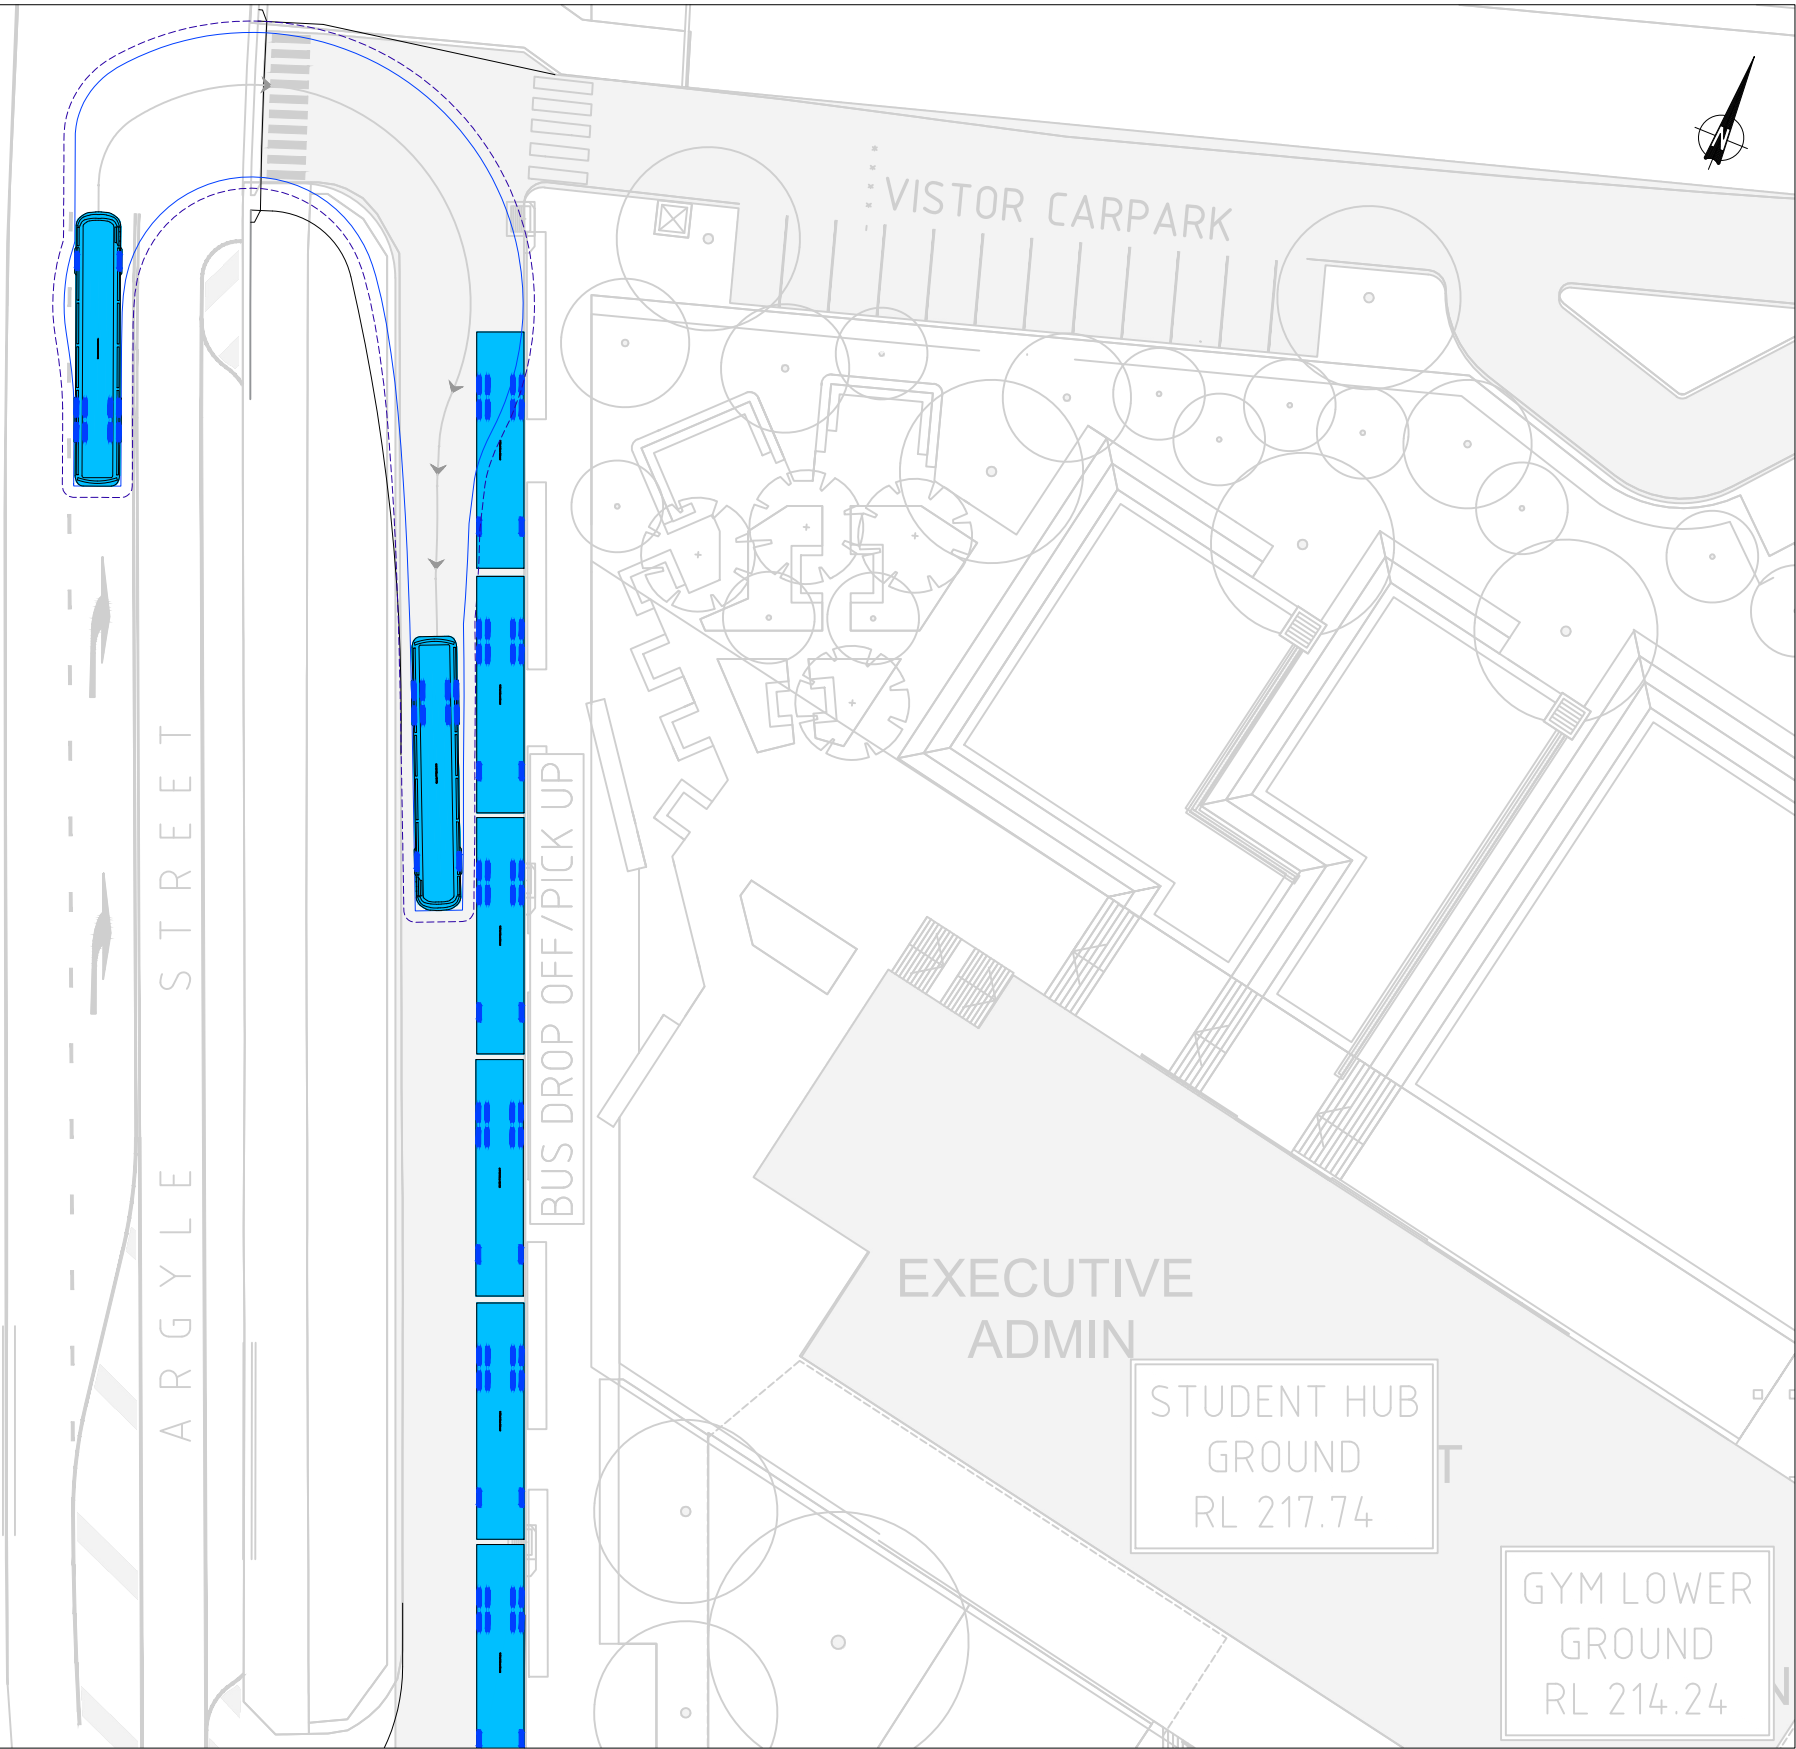 N
VISTOR CARPARK
ARGYLE STREET
BUS DROP OFF/PICK UP
EXECUTIVE
ADMIN
STUDENT HUB
GROUND
RL 217.74
T
GYM LOWER
GROUND
RL 214.24
N